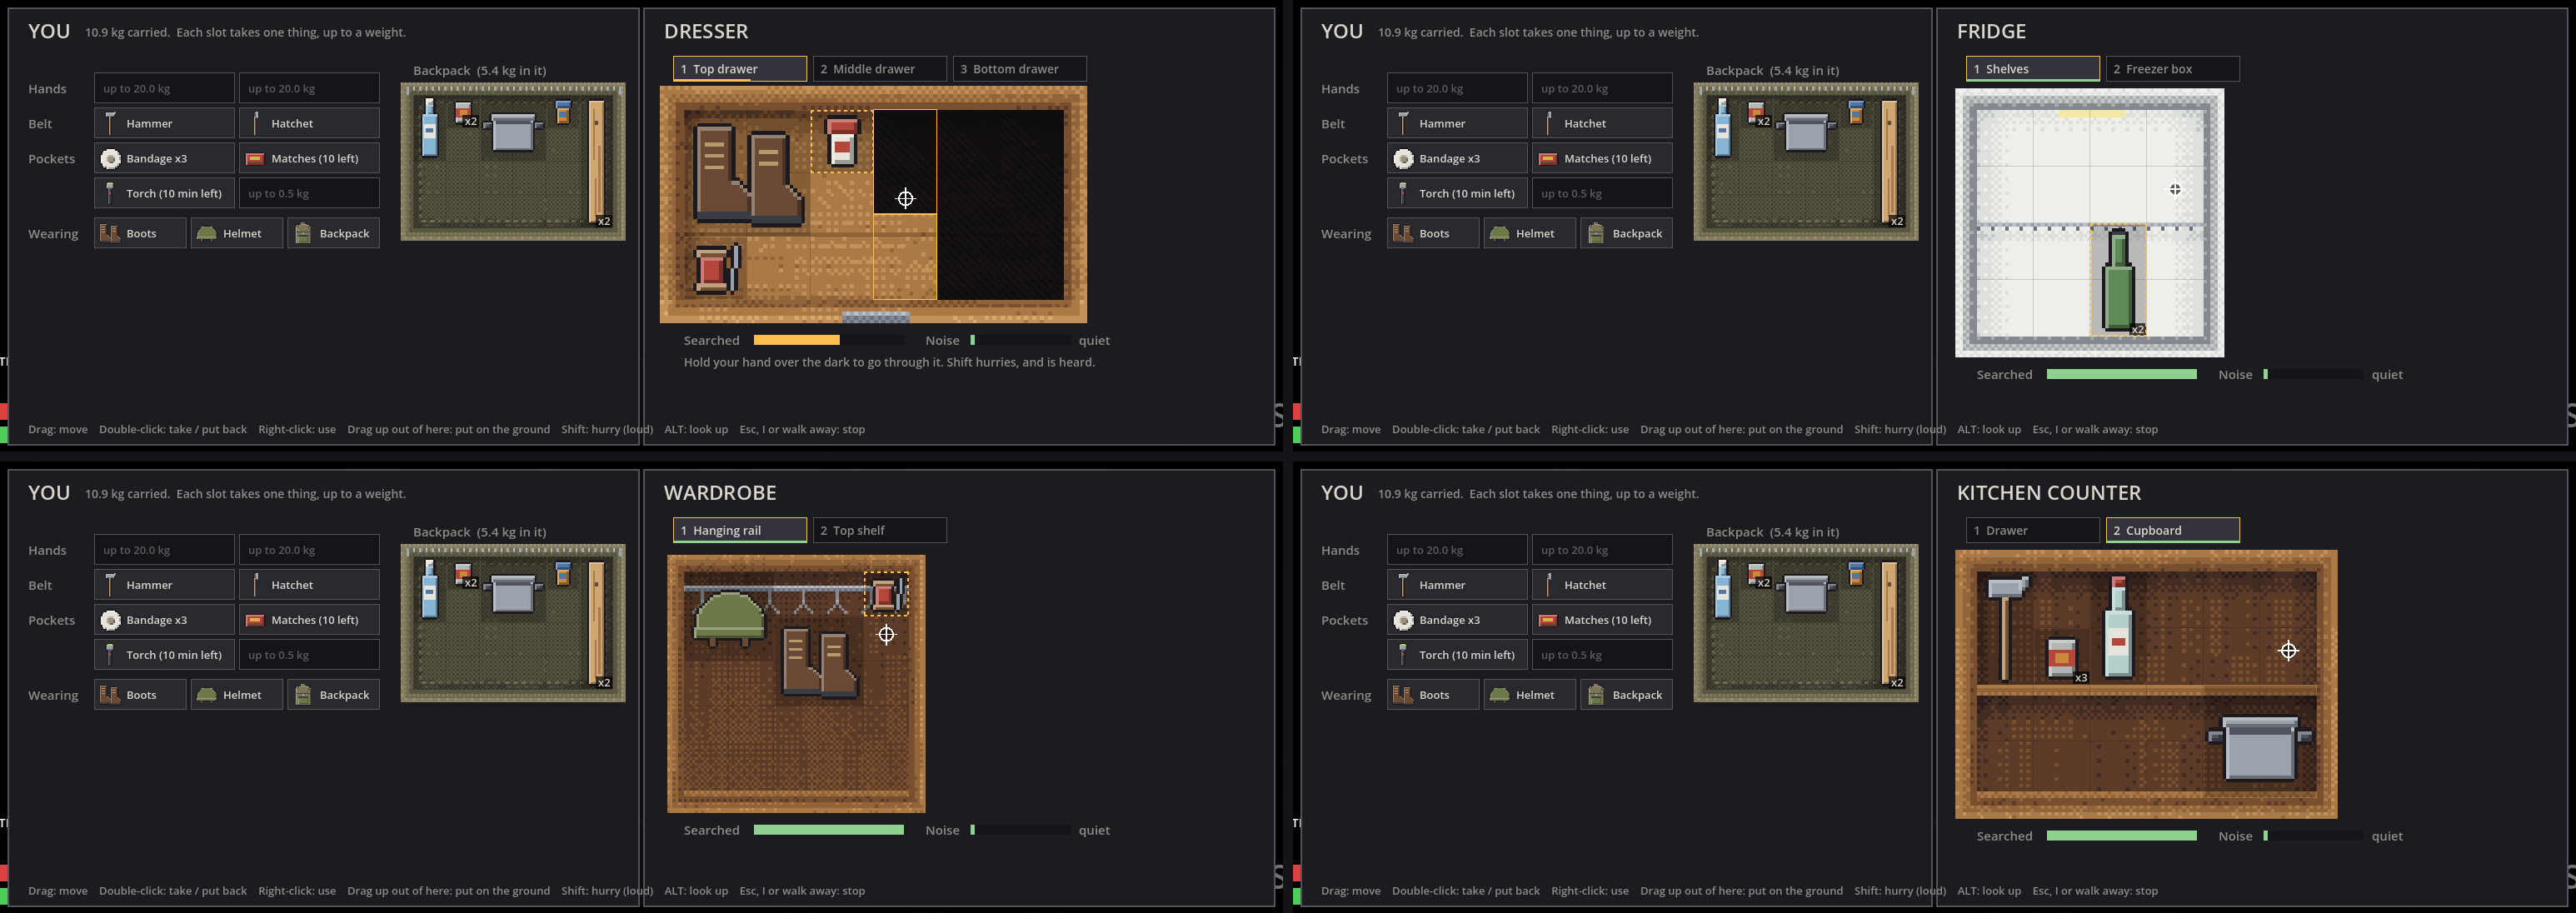 YOU 10.9 kg carried. Each slot takes one thing, up to a weight.
Backpack (5.4 kg in it)
Hands up to 20.0 kg up to 20.0 kg
Belt Hammer Hatchet
x2
Pockets Bandage x3 Matches (10 left)
Torch (10 min left) up to 0.5 kg
x2
Wearing Boots Helmet Backpack
DRESSER
1 Top drawer 2 Middle drawer 3 Bottom drawer
Searched Noise quiet
Hold your hand over the dark to go through it. Shift hurries, and is heard.
Drag: move Double-click: take / put back Right-click: use Drag up out of here: put on the ground Shift: hurry (loud) ALT: look up Esc, I or walk away: stop
YOU 10.9 kg carried. Each slot takes one thing, up to a weight.
Backpack (5.4 kg in it)
Hands up to 20.0 kg up to 20.0 kg
Belt Hammer Hatchet
x2
Pockets Bandage x3 Matches (10 left)
Torch (10 min left) up to 0.5 kg
x2
Wearing Boots Helmet Backpack
FRIDGE
1 Shelves 2 Freezer box
x2
Searched Noise quiet
Drag: move Double-click: take / put back Right-click: use Drag up out of here: put on the ground Shift: hurry (loud) ALT: look up Esc, I or walk away: stop
YOU 10.9 kg carried. Each slot takes one thing, up to a weight.
Backpack (5.4 kg in it)
Hands up to 20.0 kg up to 20.0 kg
Belt Hammer Hatchet
x2
Pockets Bandage x3 Matches (10 left)
Torch (10 min left) up to 0.5 kg
x2
Wearing Boots Helmet Backpack
WARDROBE
1 Hanging rail 2 Top shelf
Searched Noise quiet
Drag: move Double-click: take / put back Right-click: use Drag up out of here: put on the ground Shift: hurry (loud) ALT: look up Esc, I or walk away: stop
YOU 10.9 kg carried. Each slot takes one thing, up to a weight.
Backpack (5.4 kg in it)
Hands up to 20.0 kg up to 20.0 kg
Belt Hammer Hatchet
x2
Pockets Bandage x3 Matches (10 left)
Torch (10 min left) up to 0.5 kg
x2
Wearing Boots Helmet Backpack
KITCHEN COUNTER
1 Drawer 2 Cupboard
x3
Searched Noise quiet
Drag: move Double-click: take / put back Right-click: use Drag up out of here: put on the ground Shift: hurry (loud) ALT: look up Esc, I or walk away: stop